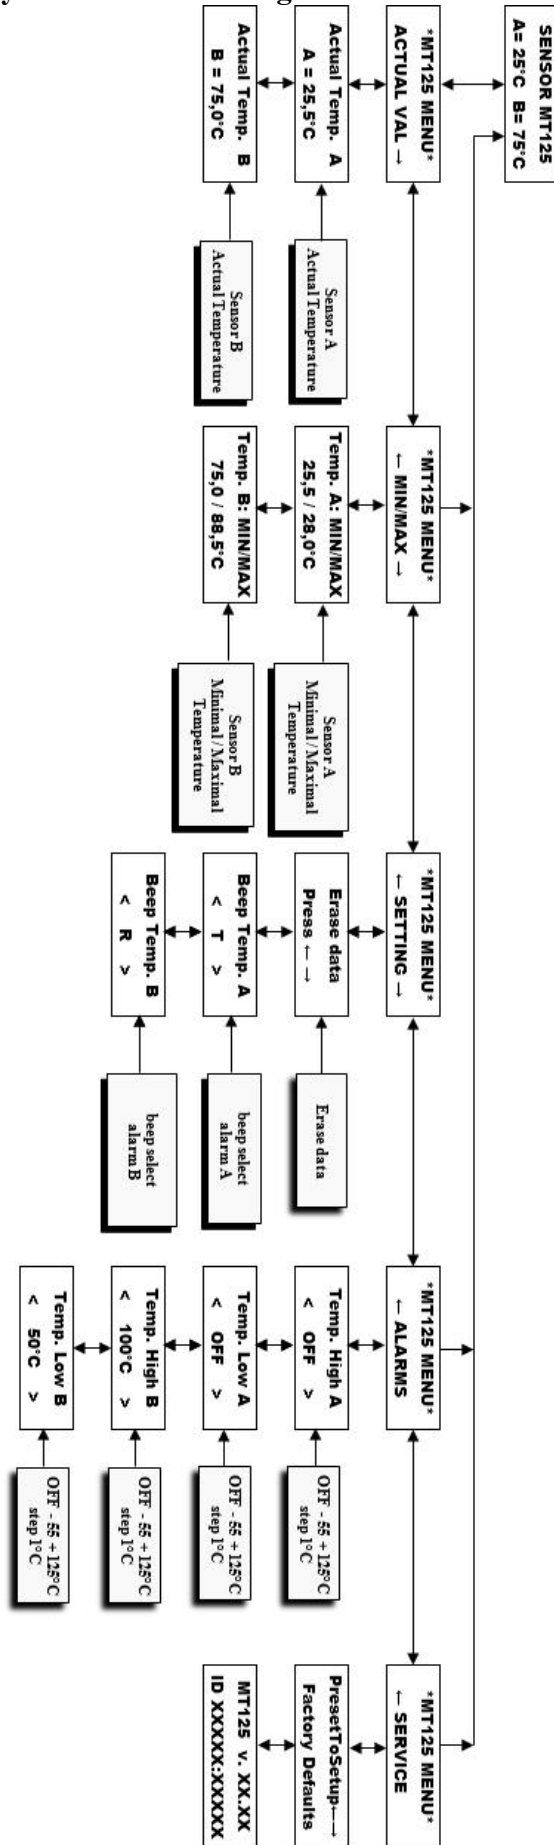 SENSOR MT125
A= 25°C B= 75°C
*MT125 MENU*
ACTUAL VAL →
Actual Temp. A
A = 25,5°C
Actual Temp. B
B = 75,0°C
Sensor A
Actual Temperature
Sensor B
Actual Temperature
*MT125 MENU*
← MIN/MAX →
Temp. A: MIN/MAX
25,5 / 28,0°C
Temp. B: MIN/MAX
75,0 / 88,5°C
Sensor A
Minimal / Maximal
Temperature
Sensor B
Minimal / Maximal
Temperature
*MT125 MENU*
← SETTING →
Erase data
Press ← →
Beep Temp. A
< T >
Beep Temp. B
< R >
Erase data
beep select
alarm A
beep select
alarm B
*MT125 MENU*
← ALARMS
Temp. High A
< OFF >
Temp. Low A
< OFF >
Temp. High B
< 100°C >
Temp. Low B
< 50°C >
OFF - 55 + 125°C
step 1°C
OFF - 55 + 125°C
step 1°C
OFF - 55 + 125°C
step 1°C
OFF - 55 + 125°C
step 1°C
*MT125 MENU*
← SERVICE
PresetToSetup←→
Factory Defaults
MT125 v. XX.XX
ID XXXXX:XXXXX